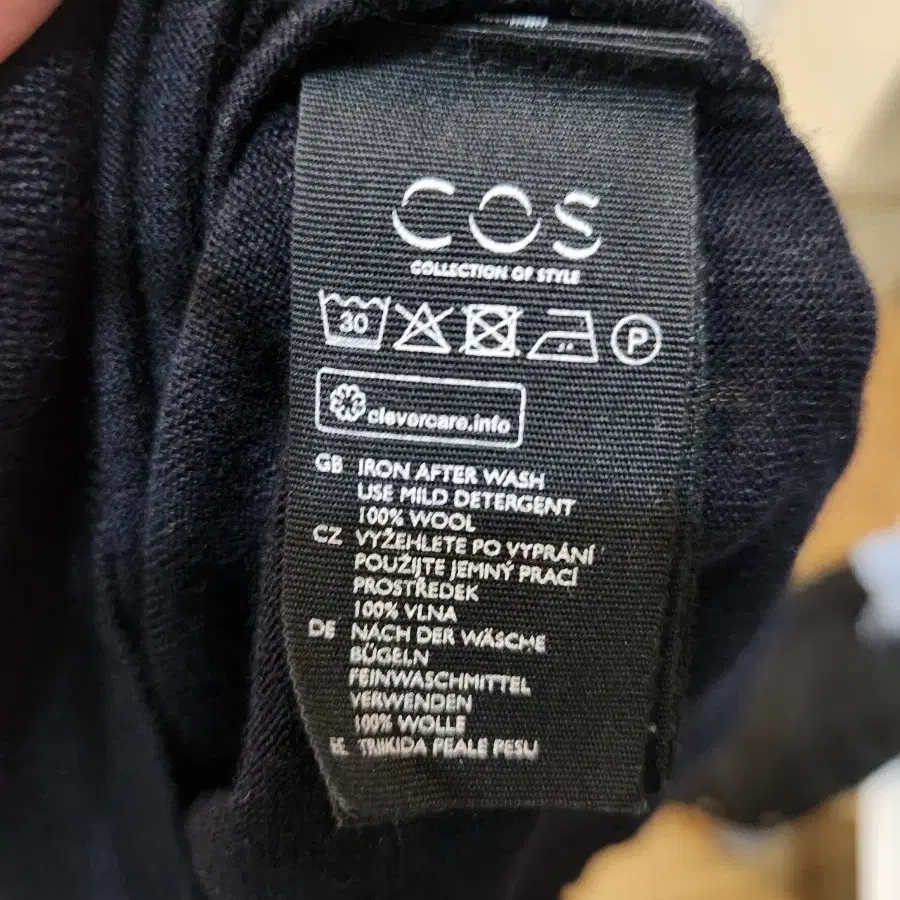 COS
COLLECTION OF STYLE
30 P
clevercare.info
GB IRON AFTER WASH
USE MILD DETERGENT
100% WOOL
CZ VYŽEHLETE PO VYPRÁNÍ
POUŽIJTE JEMNÝ PRACÍ
PROSTŘEDEK
100% VLNA
DE NACH DER WÄSCHE
BÜGELN
FEINWASCHMITTEL
VERWENDEN
100% WOLLE
EE TRIIKIDA PEALE PESU